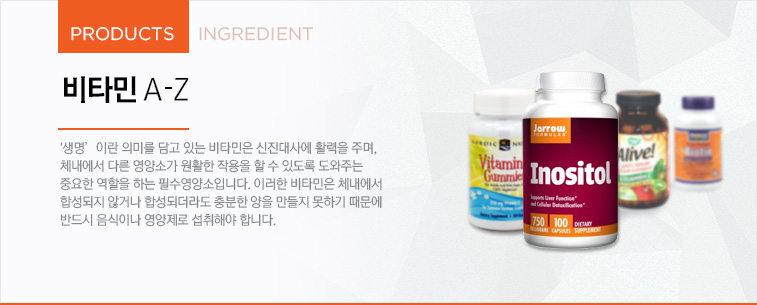 PRODUCTS
INGREDIENT
비타민 A-Z
'생명' 이란 의미를 담고 있는 비타민은 신진대사에 활력을 주며,
체내에서 다른 영양소가 원활한 작용을 할 수 있도록 도와주는
중요한 역할을 하는 필수영양소입니다. 이러한 비타민은 체내에서
합성되지 않거나 합성되더라도 충분한 양을 만들지 못하기 때문에
반드시 음식이나 영양제로 섭취해야 합니다.
Vitamin
Gummies
Jarrow
FORMULAS
Inositol
Supports Liver Function*
and Cellular Detoxification*
750
MILLIGRAMS
100
CAPSULES
DIETARY
SUPPLEMENT
Alive!